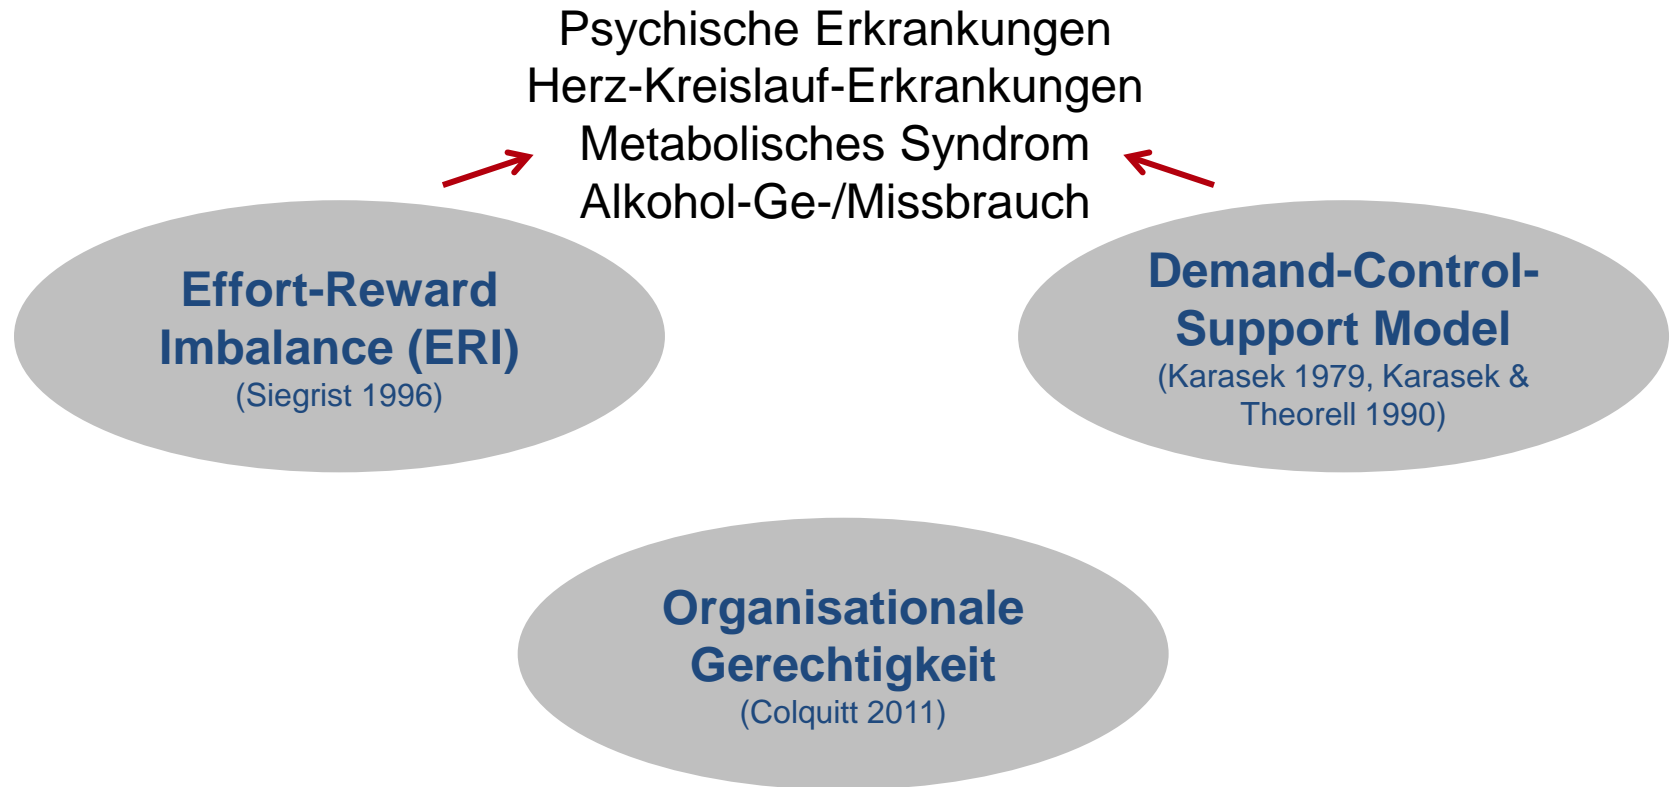 Psychische Erkrankungen
Herz-Kreislauf-Erkrankungen
Metabolisches Syndrom
Alkohol-Ge-/Missbrauch
Effort-Reward
Imbalance (ERI)
(Siegrist 1996)
Demand-Control-
Support Model
(Karasek 1979, Karasek &
Theorell 1990)
Organisationale
Gerechtigkeit
(Colquitt 2011)